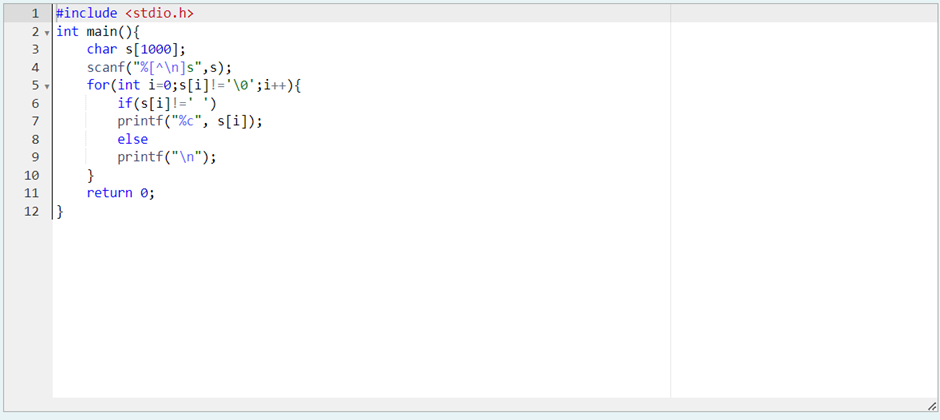 1 #include <stdio.h>
2 int main(){
3     char s[1000];
4     scanf("%[^\n]s",s);
5     for(int i=0;s[i]!='\0';i++){
6         if(s[i]!=' ')
7         printf("%c", s[i]);
8         else
9         printf("\n");
10     }
11     return 0;
12 }